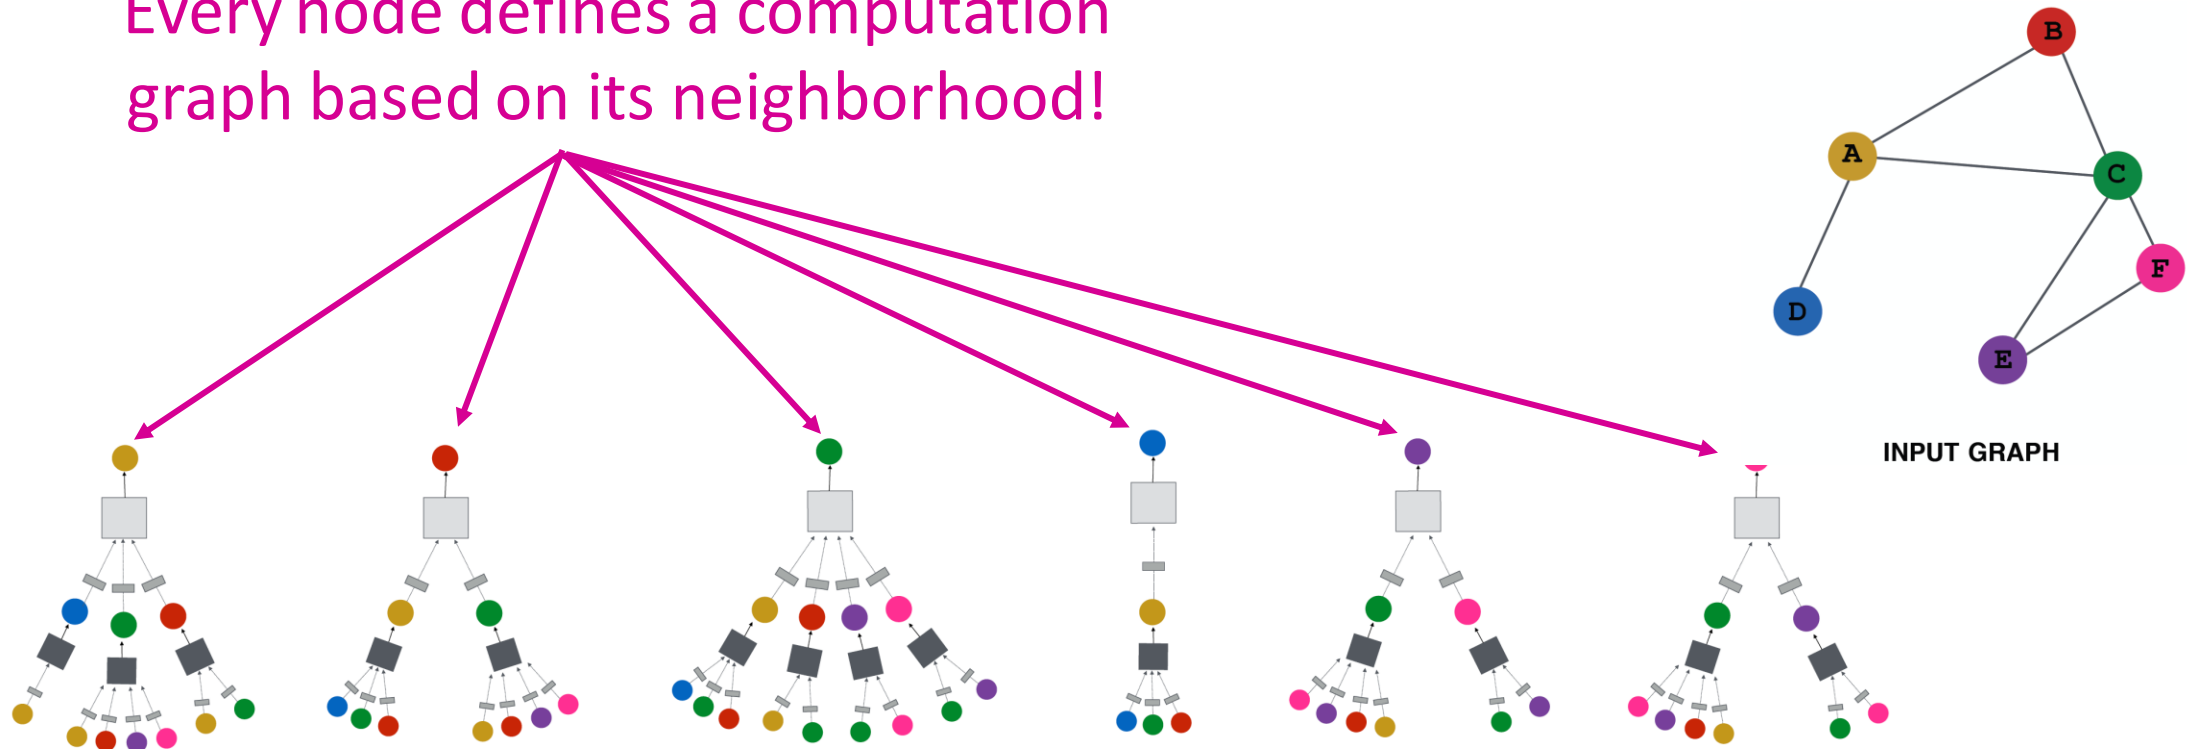 Every node defines a computation
graph based on its neighborhood!
B
A
C
F
D
E
INPUT GRAPH